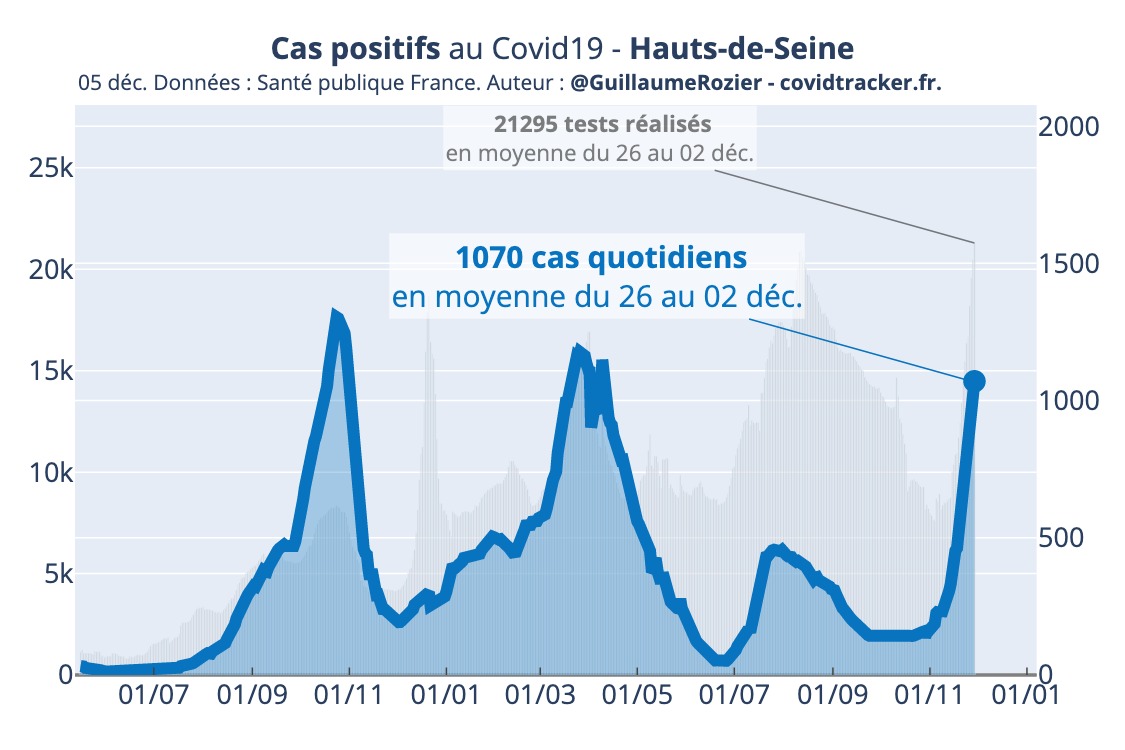 Cas positifs au Covid19 - Hauts-de-Seine
05 déc. Données : Santé publique France. Auteur : @GuillaumeRozier - covidtracker.fr.
21295 tests réalisés
en moyenne du 26 au 02 déc.
1070 cas quotidiens
en moyenne du 26 au 02 déc.
25k
20k
15k
10k
5k
0
2000
1500
1000
500
0
01/07 01/09 01/11 01/01 01/03 01/05 01/07 01/09 01/11 01/01